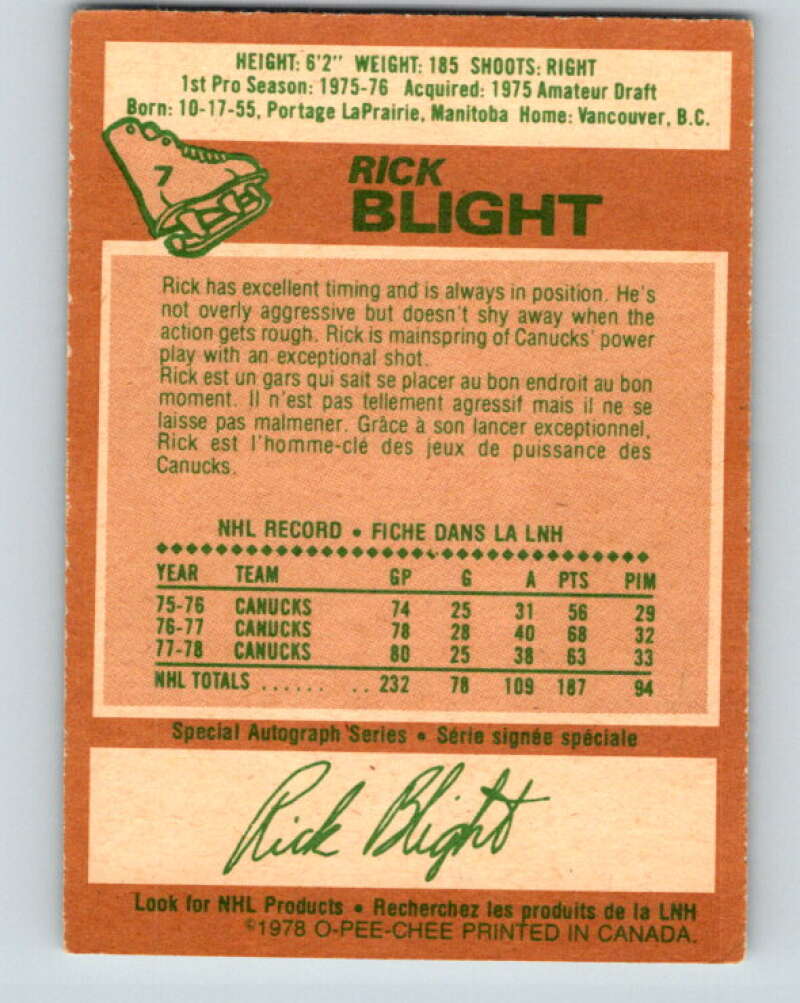 HEIGHT: 6'2" WEIGHT: 185 SHOOTS: RIGHT
1st Pro Season: 1975-76 Acquired: 1975 Amateur Draft
Born: 10-17-55, Portage LaPrairie, Manitoba Home: Vancouver, B.C.
7
RICK
BLIGHT
Rick has excellent timing and is always in position. He's
not overly aggressive but doesn't shy away when the
action gets rough. Rick is mainspring of Canucks' power
play with an exceptional shot.
Rick est un gars qui sait se placer au bon endroit au bon
moment. Il n'est pas tellement agressif mais il ne se
laisse pas malmener. Grâce à son lancer exceptionnel,
Rick est l'homme-clé des jeux de puissance des
Canucks.
NHL RECORD • FICHE DANS LA LNH
YEAR TEAM GP G A PTS PIM
75-76 CANUCKS 74 25 31 56 29
76-77 CANUCKS 78 28 40 68 32
77-78 CANUCKS 80 25 38 63 33
NHL TOTALS ...... .. 232 78 109 187 94
Special Autograph Series • Série signée spéciale
Rick Blight
Look for NHL Products • Recherchez les produits de la LNH
©1978 O-PEE-CHEE PRINTED IN CANADA.